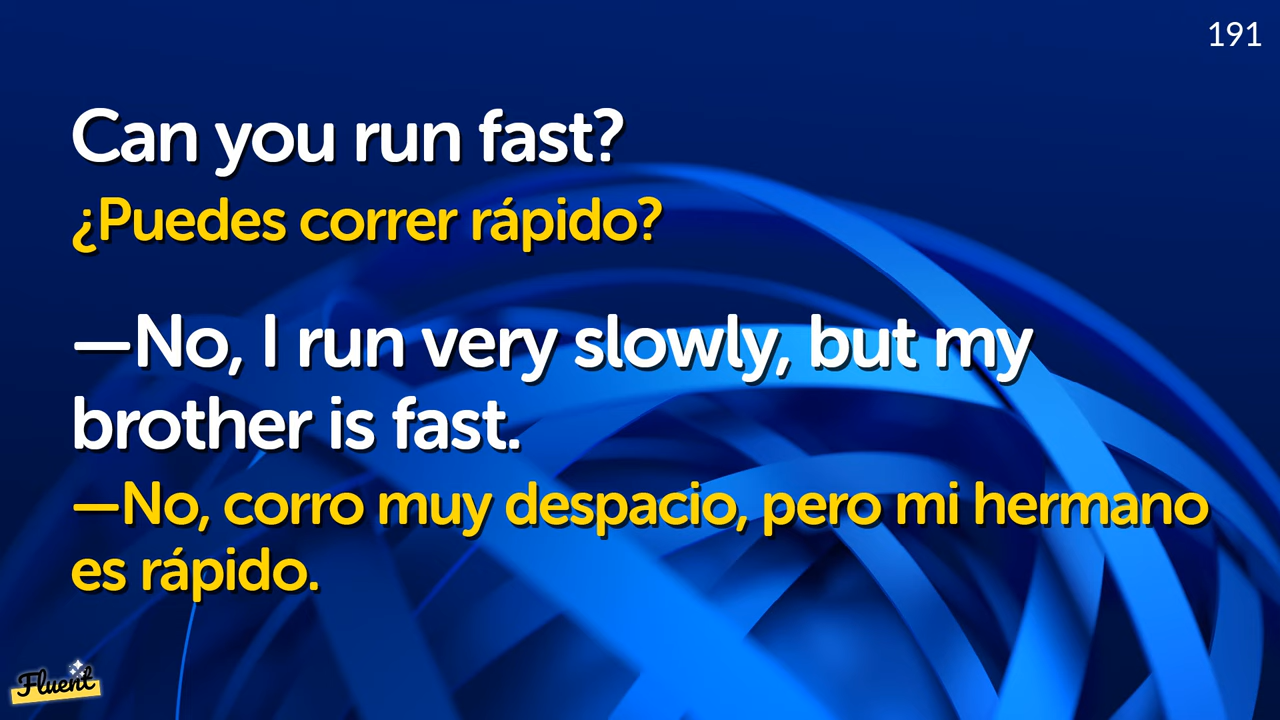 191
Can you run fast?
¿Puedes correr rápido?
—No, I run very slowly, but my
brother is fast.
—No, corro muy despacio, pero mi hermano
es rápido.
Fluent